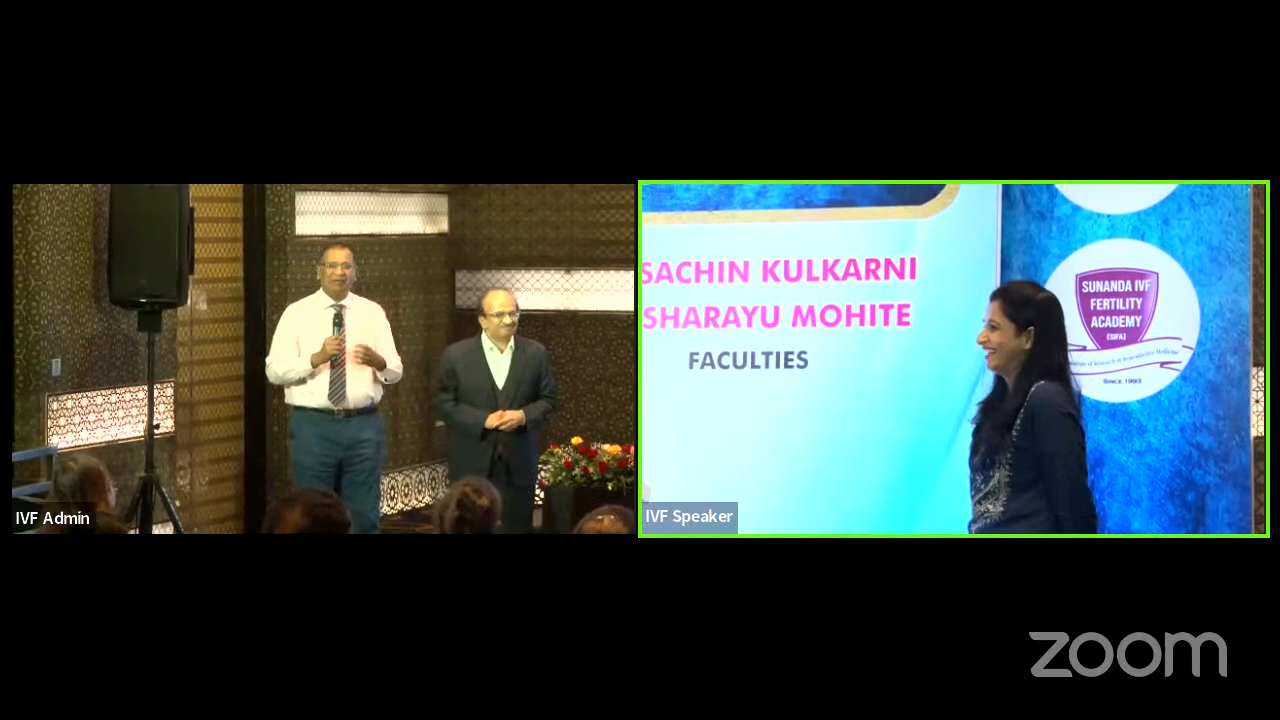 SACHIN KULKARNI
SHARAYU MOHITE
FACULTIES
SUNANDA IVF
FERTILITY
ACADEMY
(SIFA)
SINCE 1993
IVF Admin
IVF Speaker
zoom